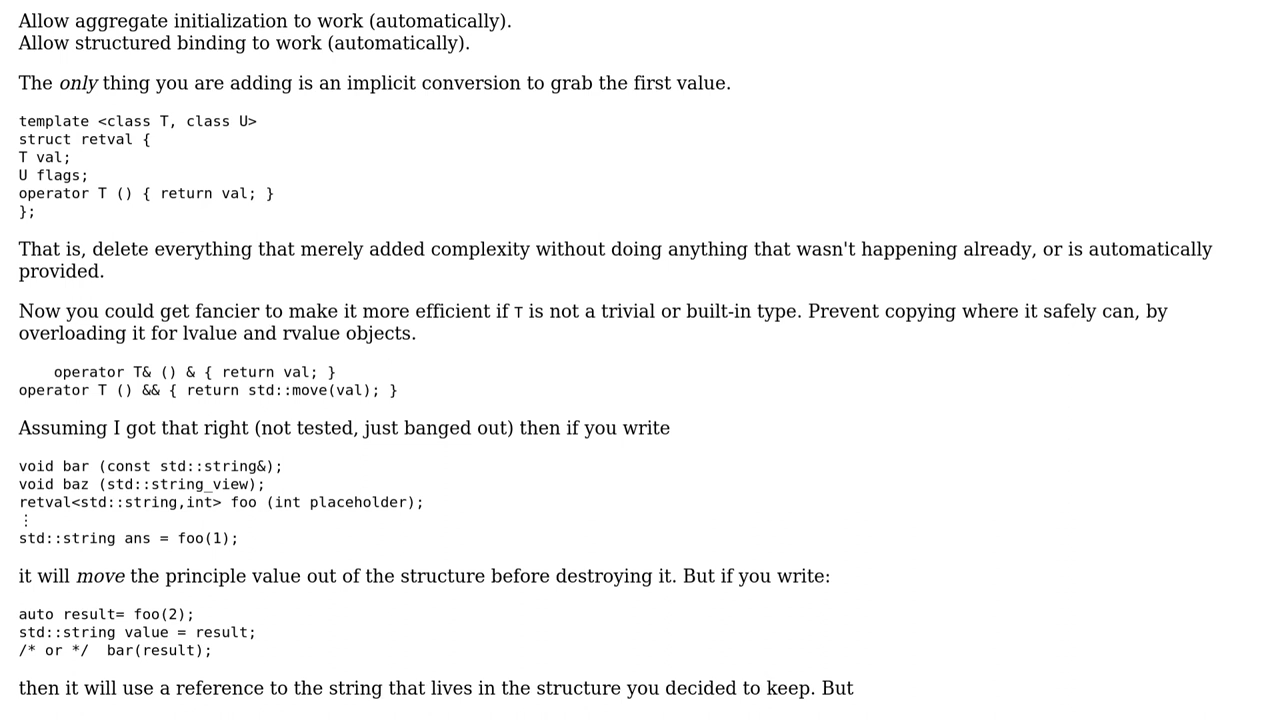 Allow aggregate initialization to work (automatically).
Allow structured binding to work (automatically).
The only thing you are adding is an implicit conversion to grab the first value.
template <class T, class U>
struct retval {
T val;
U flags;
operator T () { return val; }
};
That is, delete everything that merely added complexity without doing anything that wasn't happening already, or is automatically
provided.
Now you could get fancier to make it more efficient if T is not a trivial or built-in type. Prevent copying where it safely can, by
overloading it for lvalue and rvalue objects.
    operator T& () & { return val; }
operator T () && { return std::move(val); }
Assuming I got that right (not tested, just banged out) then if you write
void bar (const std::string&);
void baz (std::string_view);
retval<std::string,int> foo (int placeholder);
⋮
std::string ans = foo(1);
it will move the principle value out of the structure before destroying it. But if you write:
auto result= foo(2);
std::string value = result;
/* or */  bar(result);
then it will use a reference to the string that lives in the structure you decided to keep. But